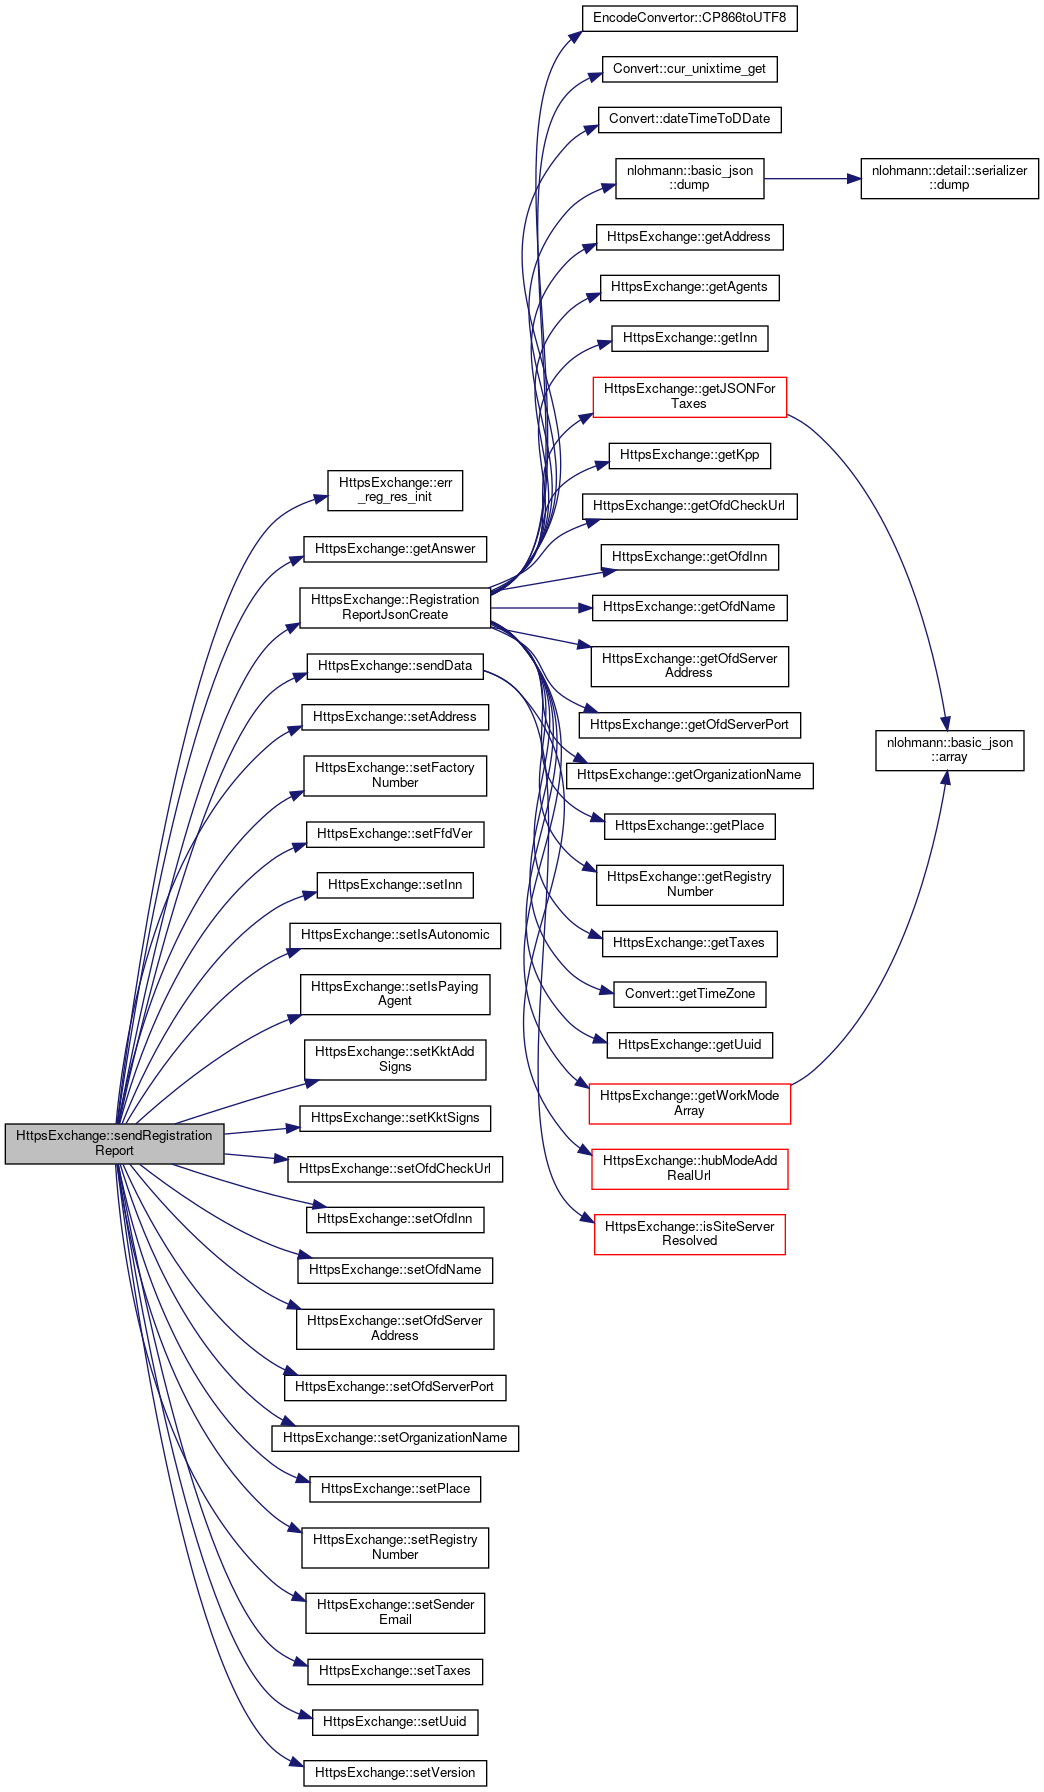 HttpsExchange::sendRegistration
Report
HttpsExchange::err
_reg_res_init
HttpsExchange::getAnswer
HttpsExchange::Registration
ReportJsonCreate
HttpsExchange::sendData
HttpsExchange::setAddress
HttpsExchange::setFactory
Number
HttpsExchange::setFfdVer
HttpsExchange::setInn
HttpsExchange::setIsAutonomic
HttpsExchange::setIsPaying
Agent
HttpsExchange::setKktAdd
Signs
HttpsExchange::setKktSigns
HttpsExchange::setOfdCheckUrl
HttpsExchange::setOfdInn
HttpsExchange::setOfdName
HttpsExchange::setOfdServer
Address
HttpsExchange::setOfdServerPort
HttpsExchange::setOrganizationName
HttpsExchange::setPlace
HttpsExchange::setRegistry
Number
HttpsExchange::setSender
Email
HttpsExchange::setTaxes
HttpsExchange::setUuid
HttpsExchange::setVersion
EncodeConvertor::CP866toUTF8
Convert::cur_unixtime_get
Convert::dateTimeToDDate
nlohmann::basic_json
::dump
HttpsExchange::getAddress
HttpsExchange::getAgents
HttpsExchange::getInn
HttpsExchange::getJSONFor
Taxes
HttpsExchange::getKpp
HttpsExchange::getOfdCheckUrl
HttpsExchange::getOfdInn
HttpsExchange::getOfdName
HttpsExchange::getOfdServer
Address
HttpsExchange::getOfdServerPort
HttpsExchange::getOrganizationName
HttpsExchange::getPlace
HttpsExchange::getRegistry
Number
HttpsExchange::getTaxes
Convert::getTimeZone
HttpsExchange::getUuid
HttpsExchange::getWorkMode
Array
HttpsExchange::hubModeAdd
RealUrl
HttpsExchange::isSiteServer
Resolved
nlohmann::detail::serializer
::dump
nlohmann::basic_json
::array